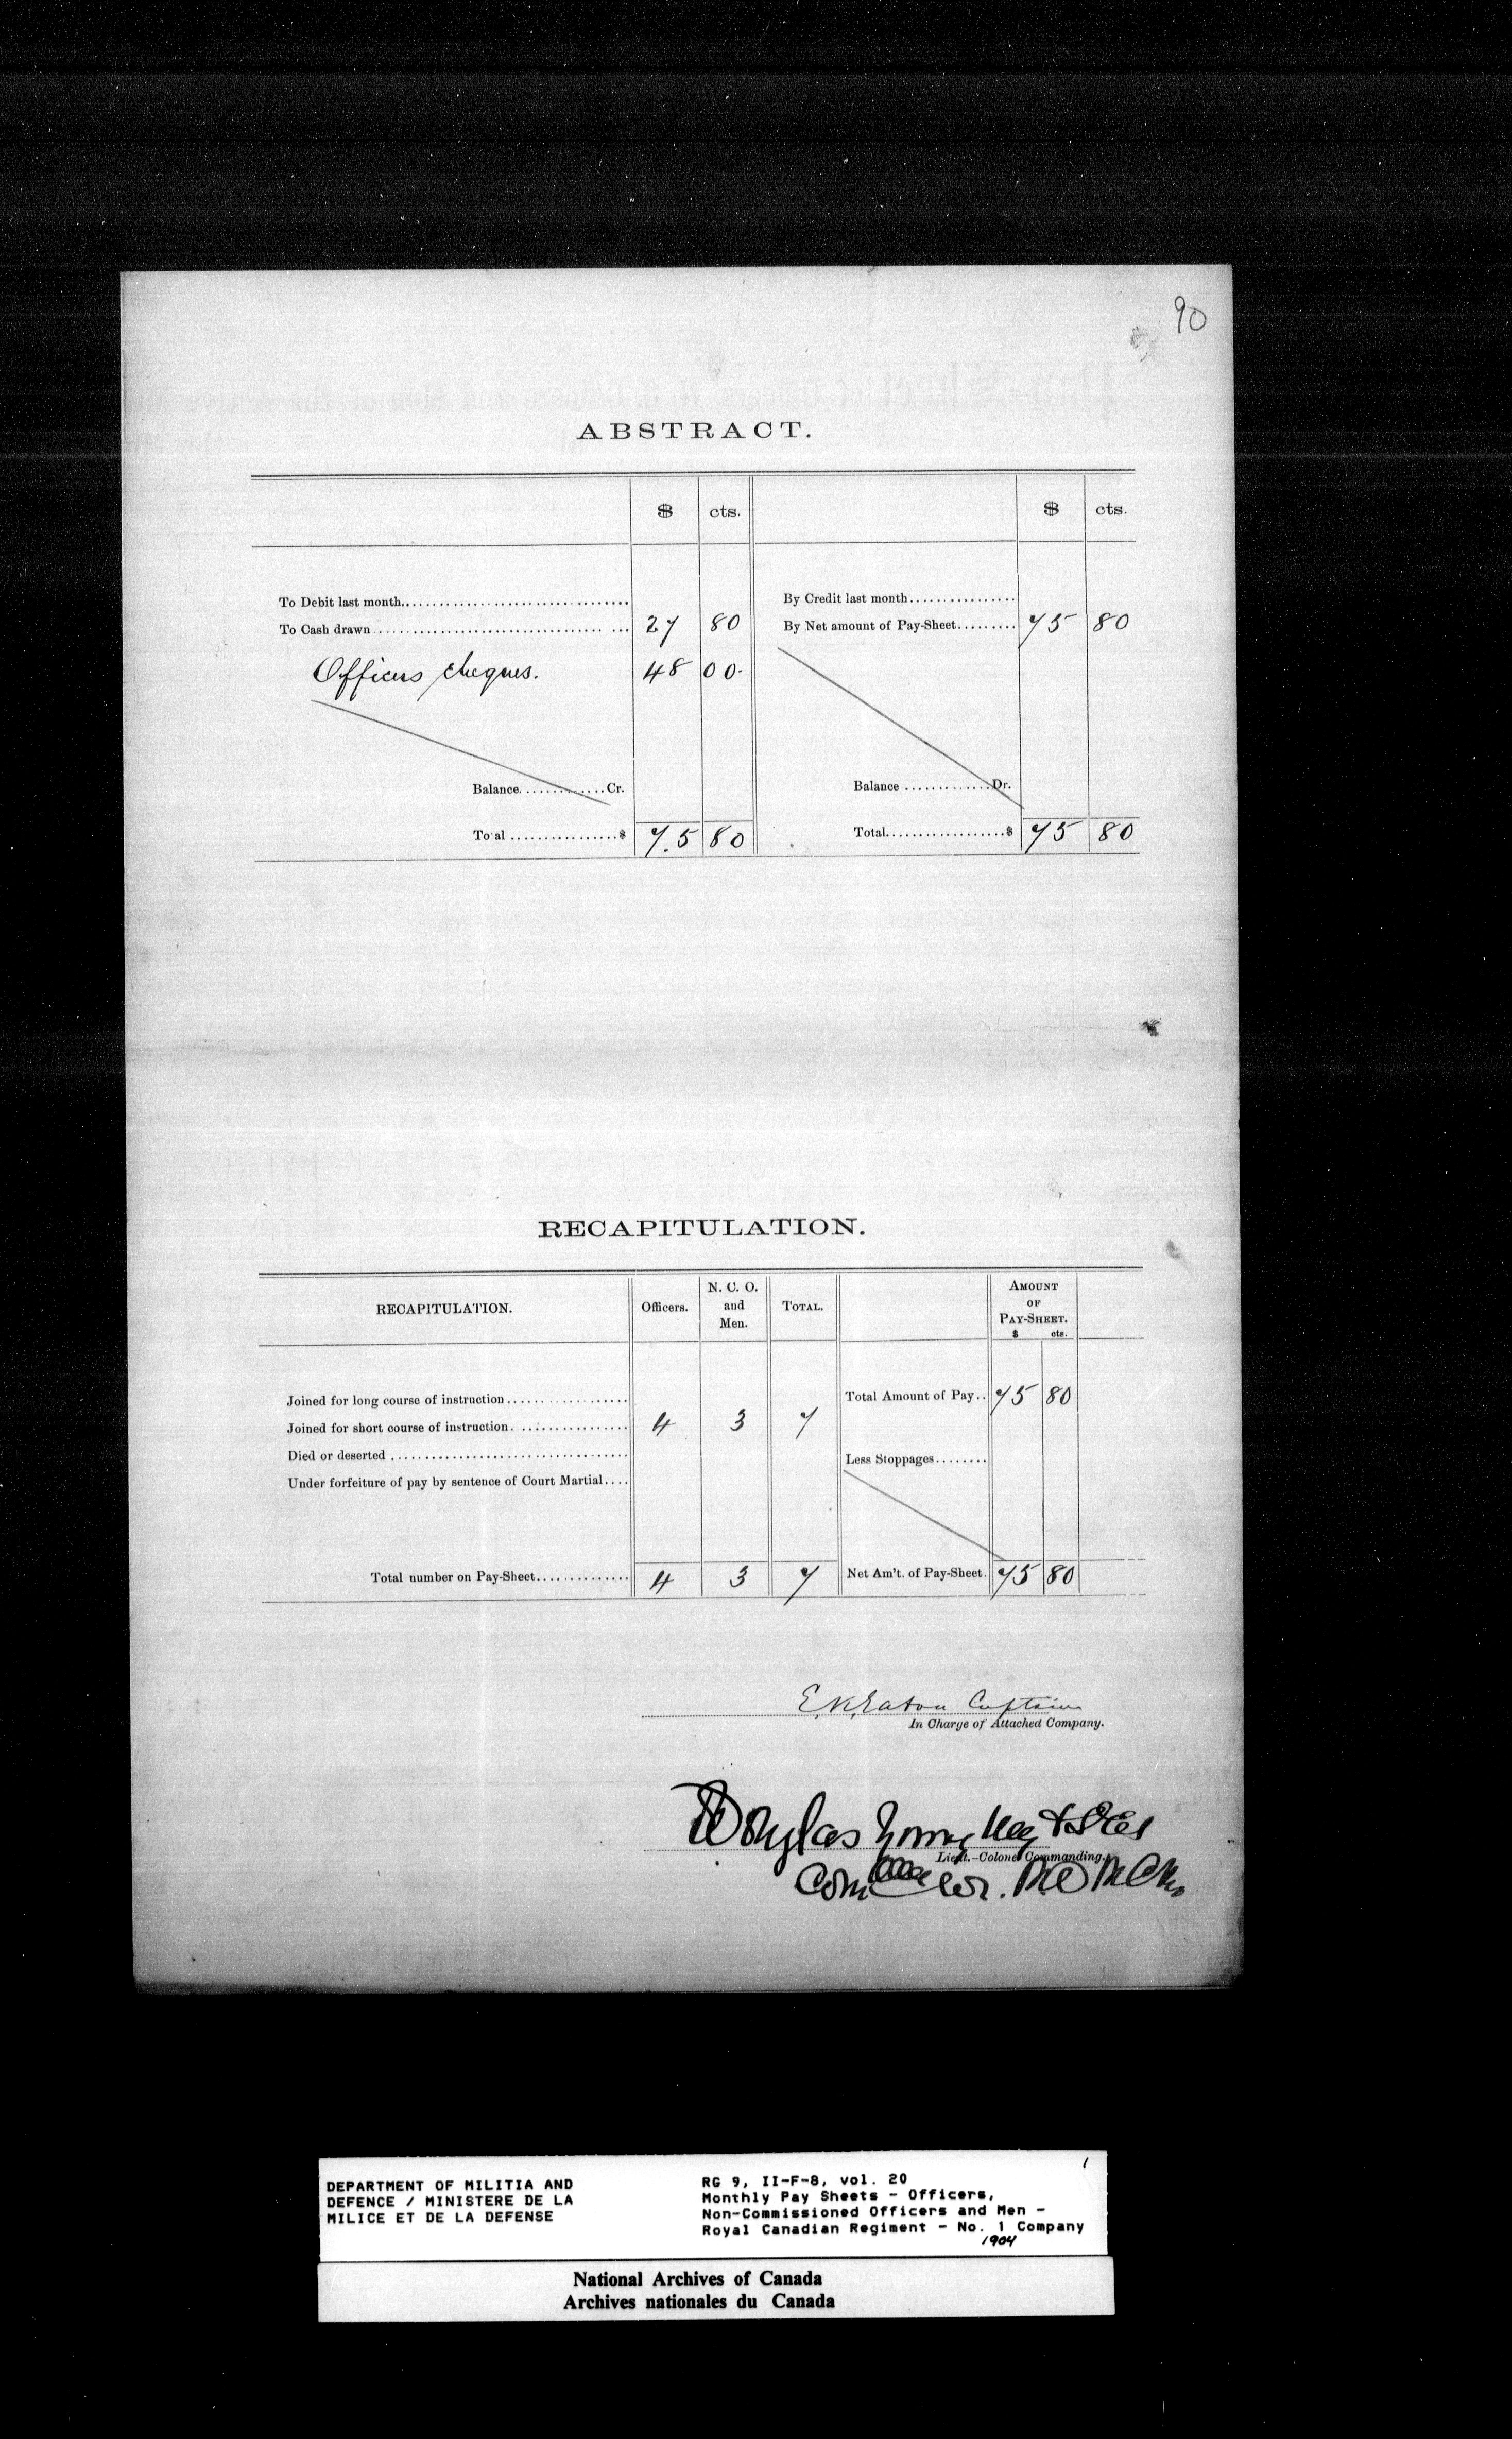 90
ABSTRACT.
$ cts. $ cts.
To Debit last month By Credit last month
To Cash drawn 27 80 By Net amount of Pay-Sheet 75 80
Officers cheques. 48 00
Balance Cr. Balance Dr.
Total $ 75 80 Total $ 75 80
RECAPITULATION.
RECAPITULATION. Officers. N. C. O. and Men. TOTAL. AMOUNT OF PAY-SHEET. $ cts.
Joined for long course of instruction Total Amount of Pay 75 80
Joined for short course of instruction 4 3 7
Died or deserted Less Stoppages
Under forfeiture of pay by sentence of Court Martial
Total number on Pay-Sheet 4 3 7 Net Am't. of Pay-Sheet 75 80
E.K. Eaton Captain
In Charge of Attached Company.
Douglas Young
Lieut.-Colonel Commanding.
1
DEPARTMENT OF MILITIA AND
DEFENCE / MINISTERE DE LA
MILICE ET DE LA DEFENSE
RG 9, II-F-8, vol. 20
Monthly Pay Sheets - Officers,
Non-Commissioned Officers and Men -
Royal Canadian Regiment - No. 1 Company
1904
National Archives of Canada
Archives nationales du Canada